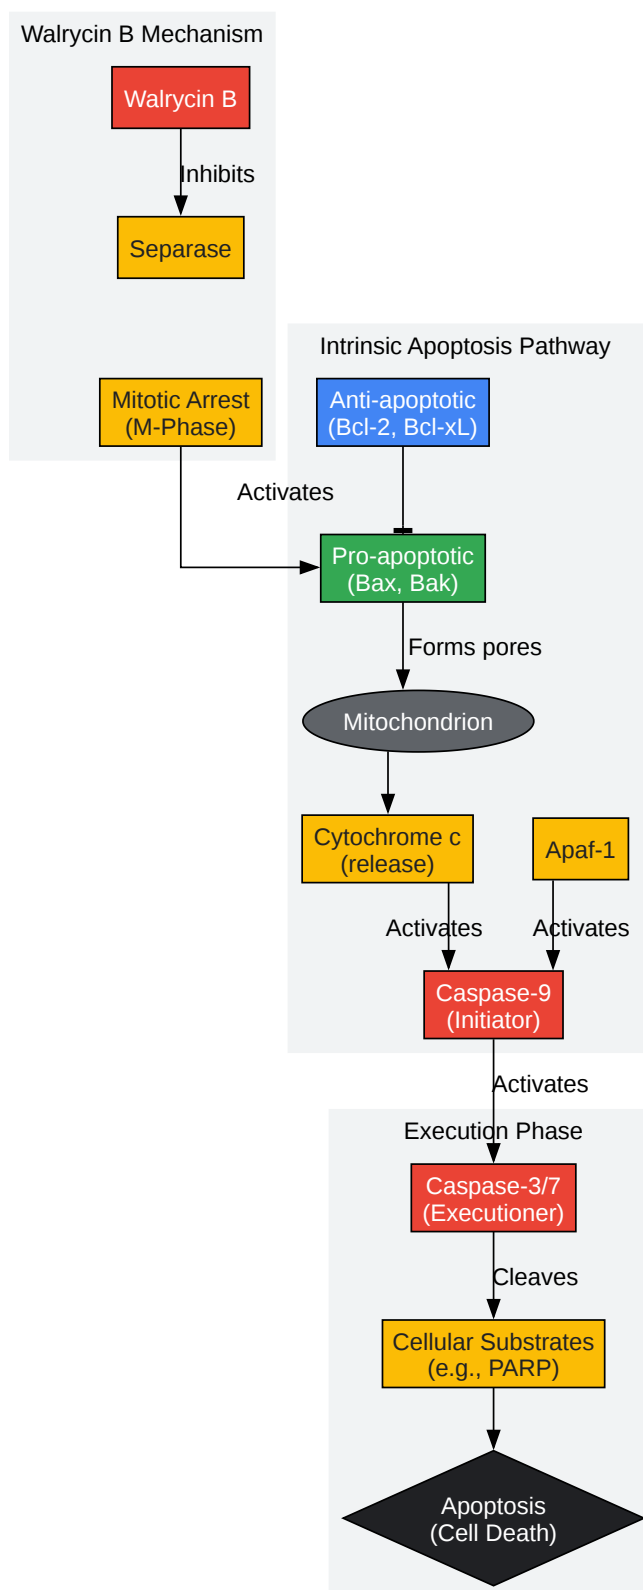 Walrycin B Mechanism
Walrycin B
Inhibits
Separase
Intrinsic Apoptosis Pathway
Mitotic Arrest
(M-Phase)
Anti-apoptotic
(Bcl-2, Bcl-xL)
Activates
Pro-apoptotic
(Bax, Bak)
Forms pores
Mitochondrion
Cytochrome c
(release)
Apaf-1
Activates
Activates
Caspase-9
(Initiator)
Activates
Execution Phase
Caspase-3/7
(Executioner)
Cleaves
Cellular Substrates
(e.g., PARP)
Apoptosis
(Cell Death)